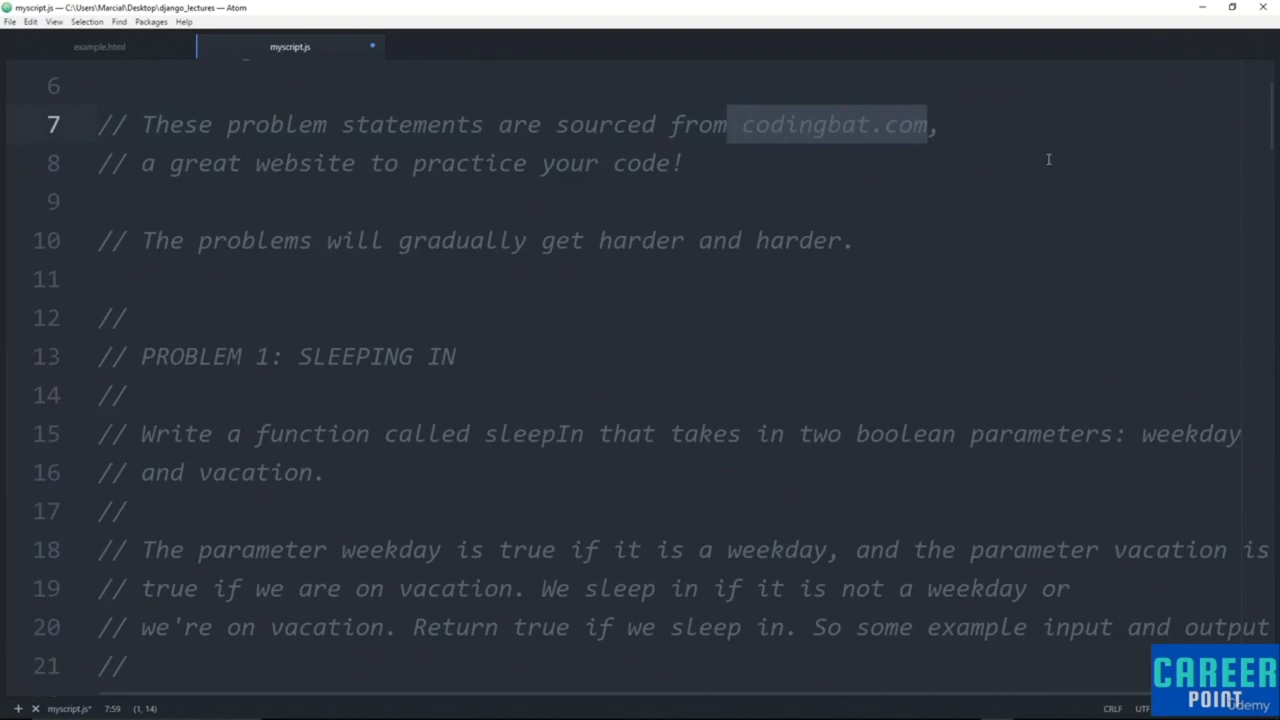 myscript.js — C:\Users\Marcial\Desktop\django_lectures — Atom
File Edit View Selection Find Packages Help
example.html myscript.js
6
7 // These problem statements are sourced from codingbat.com,
8 // a great website to practice your code!
9
10 // The problems will gradually get harder and harder.
11
12 //
13 // PROBLEM 1: SLEEPING IN
14 //
15 // Write a function called sleepIn that takes in two boolean parameters: weekday
16 // and vacation.
17 //
18 // The parameter weekday is true if it is a weekday, and the parameter vacation is
19 // true if we are on vacation. We sleep in if it is not a weekday or
20 // we're on vacation. Return true if we sleep in. So some example input and output
21 //
CAREER
POINT
udemy
+ × myscript.js* 7:59 (1, 14) CRLF UTF